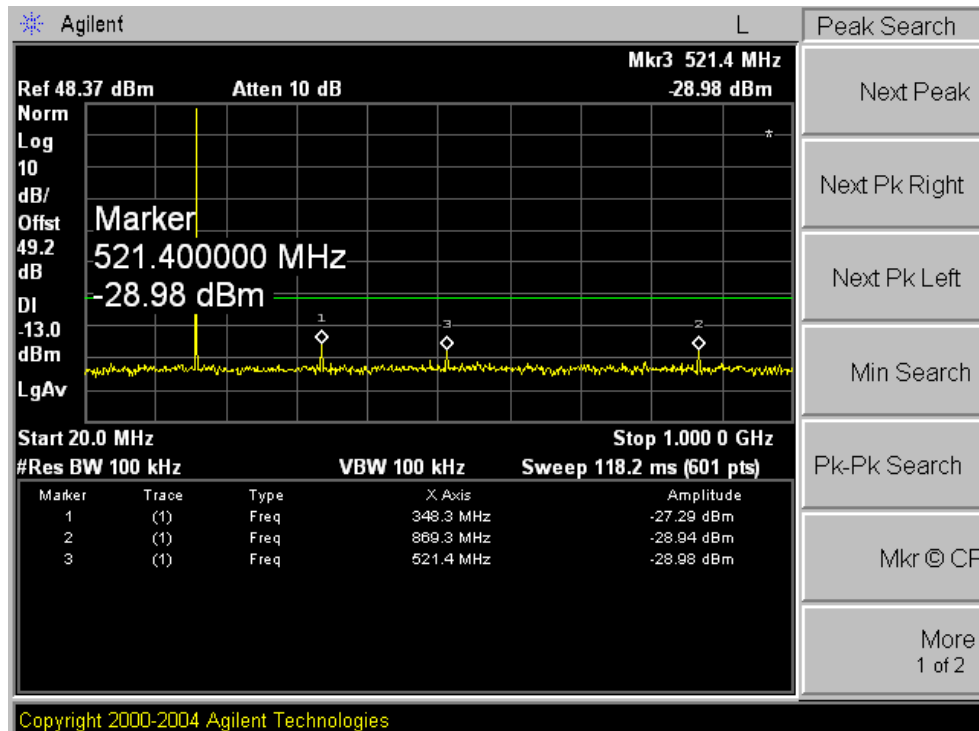 Agilent
L
Peak Search
Mkr3 521.4 MHz
Ref 48.37 dBm Atten 10 dB -28.98 dBm
Norm
Log
10
dB/
Offst
49.2
dB
DI
-13.0
dBm
LgAv
*
Marker
521.400000 MHz
-28.98 dBm
1
3
2
Start 20.0 MHz Stop 1.000 0 GHz
#Res BW 100 kHz VBW 100 kHz Sweep 118.2 ms (601 pts)
Marker Trace Type X Axis Amplitude
1 (1) Freq 348.3 MHz -27.29 dBm
2 (1) Freq 869.3 MHz -28.94 dBm
3 (1) Freq 521.4 MHz -28.98 dBm
Next Peak
Next Pk Right
Next Pk Left
Min Search
Pk-Pk Search
Mkr © CF
More
1 of 2
Copyright 2000-2004 Agilent Technologies